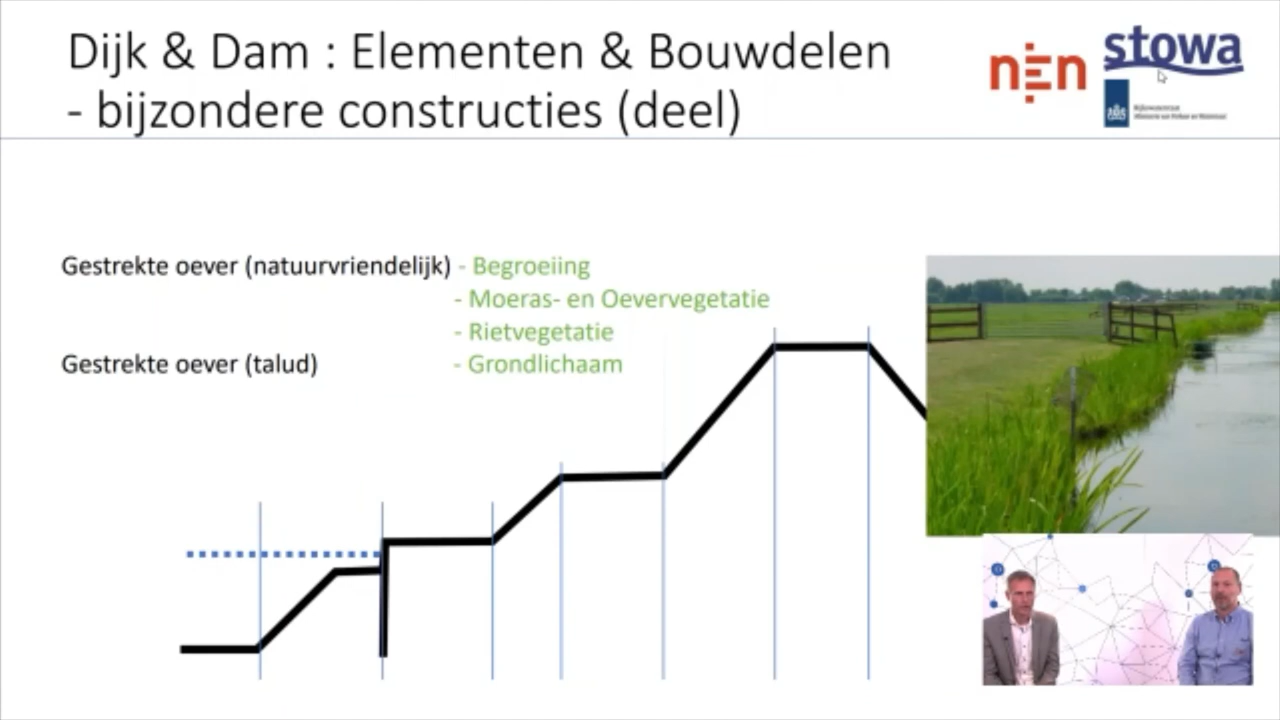 Dijk & Dam : Elementen & Bouwdelen
- bijzondere constructies (deel)
nEn
stowa
Gestrekte oever (natuurvriendelijk) - Begroeiing
- Moeras- en Oevervegetatie
- Rietvegetatie
Gestrekte oever (talud) - Grondlichaam